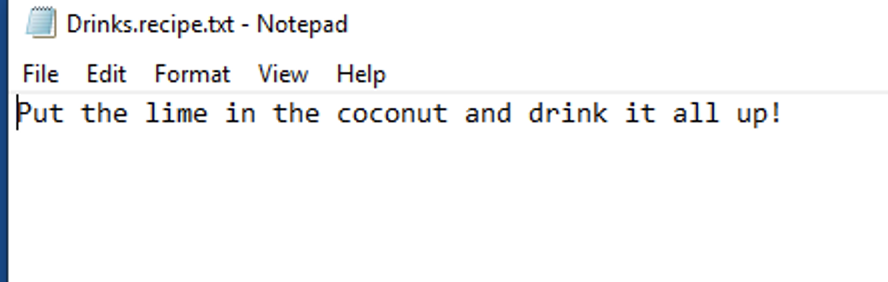 Drinks.recipe.txt - Notepad
File Edit Format View Help
Put the lime in the coconut and drink it all up!